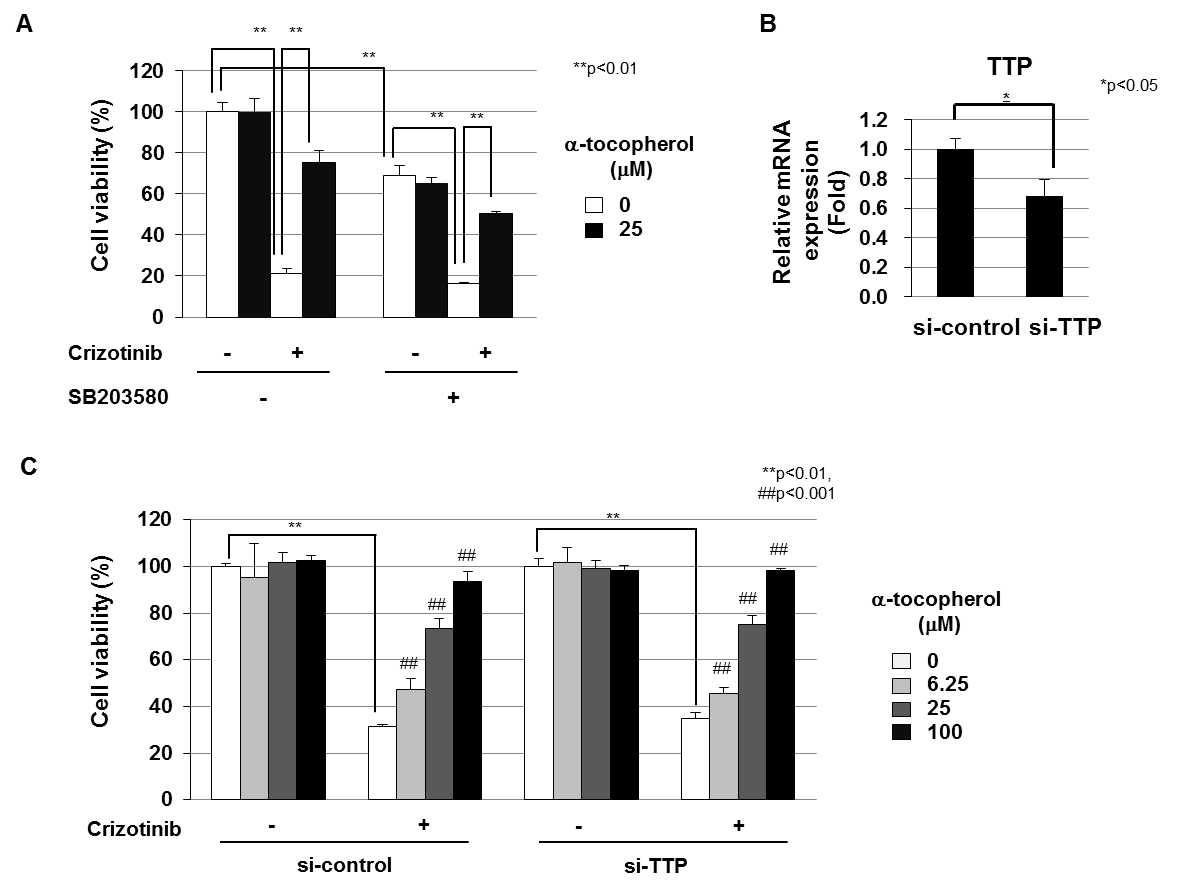 A
** ** **
**p<0.01
120
100
80
60
40
20
0
Cell viability (%)
** **
α-tocopherol
(μM)
0
25
Crizotinib - + - +
SB203580 - +
B
TTP
*p<0.05
*
1.2
1.0
0.8
0.6
0.4
0.2
0.0
Relative mRNA
expression
(Fold)
si-control si-TTP
C
**p<0.01,
##p<0.001
120
100
80
60
40
20
0
Cell viability (%)
** **
## ## ## ## ## ##
α-tocopherol
(μM)
0
6.25
25
100
Crizotinib - + - +
si-control si-TTP